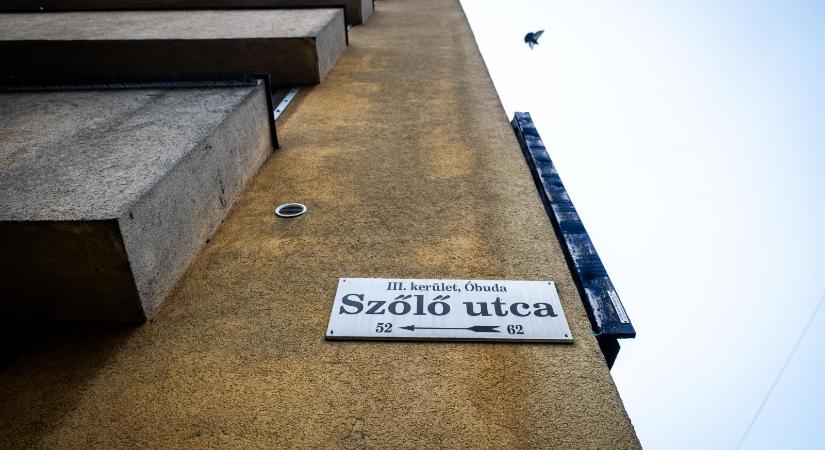 III. kerület, Óbuda
Szőlő utca
52 62